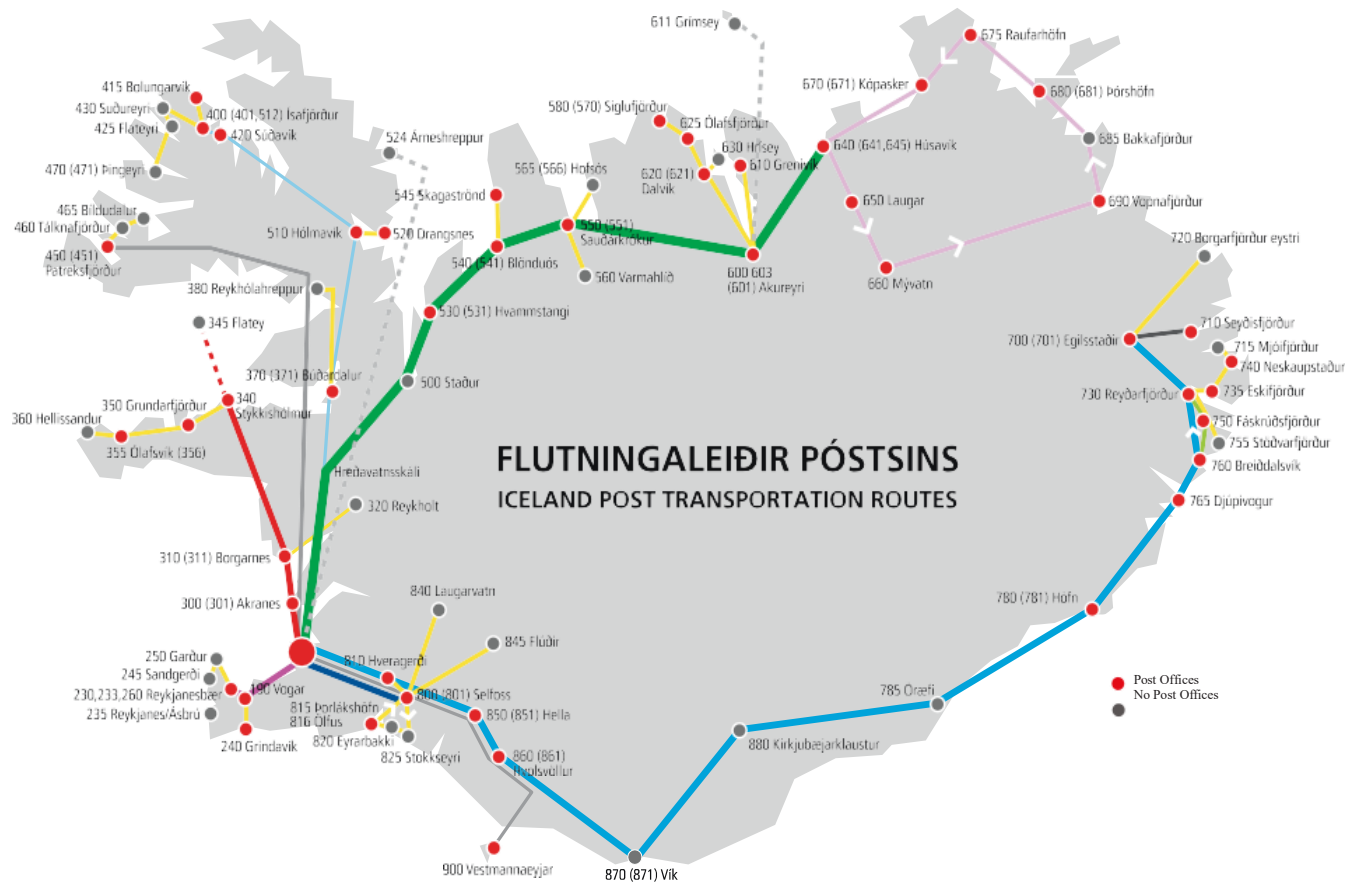 611 Grímsey
675 Raufarhöfn
415 Bolungarvík
430 Suðureyri
400 (401,512) Ísafjörður
425 Flateyri
420 Súðavík
470 (471) Þingeyri
524 Árneshreppur
580 (570) Siglufjörður
625 Ólafsfjörður
670 (671) Kópasker
680 (681) Þórshöfn
685 Bakkafjörður
630 Hrísey
610 Grenivík
640 (641,645) Húsavík
565 (566) Hofsós
620 (621)
Dalvík
545 Skagaströnd
650 Laugar
690 Vopnafjörður
465 Bíldudalur
460 Tálknafjörður
450 (451)
Patreksfjörður
510 Hólmavík
520 Drangsnes
550 (551)
Sauðárkrókur
540 (541) Blönduós
560 Varmahlíð
600 603
(601) Akureyri
660 Mývatn
720 Borgarfjörður eystri
380 Reykhólahreppur
345 Flatey
530 (531) Hvammstangi
710 Seyðisfjörður
700 (701) Egilsstaðir
715 Mjóifjörður
740 Neskaupstaður
370 (371) Búðardalur
500 Staður
730 Reyðarfjörður
735 Eskifjörður
350 Grundarfjörður
340
Stykkishólmur
360 Hellissandur
355 Ólafsvík (356)
750 Fáskrúðsfjörður
755 Stöðvarfjörður
760 Breiðdalsvík
FLUTNINGALEIÐIR PÓSTSINS
ICELAND POST TRANSPORTATION ROUTES
Hreðavatnsskáli
320 Reykholt
765 Djúpivogur
310 (311) Borgarnes
300 (301) Akranes
840 Laugarvatn
780 (781) Höfn
845 Flúðir
250 Garður
810 Hveragerði
245 Sandgerði
230,233,260 Reykjanesbær
190 Vogar
800 (801) Selfoss
235 Reykjanes/Ásbrú
815 Þorlákshöfn
816 Ölfus
820 Eyrarbakki
825 Stokkseyri
850 (851) Hella
240 Grindavík
860 (861)
Hvolsvöllur
785 Öræfi
880 Kirkjubæjarklaustur
Post Offices
No Post Offices
900 Vestmannaeyjar
870 (871) Vík